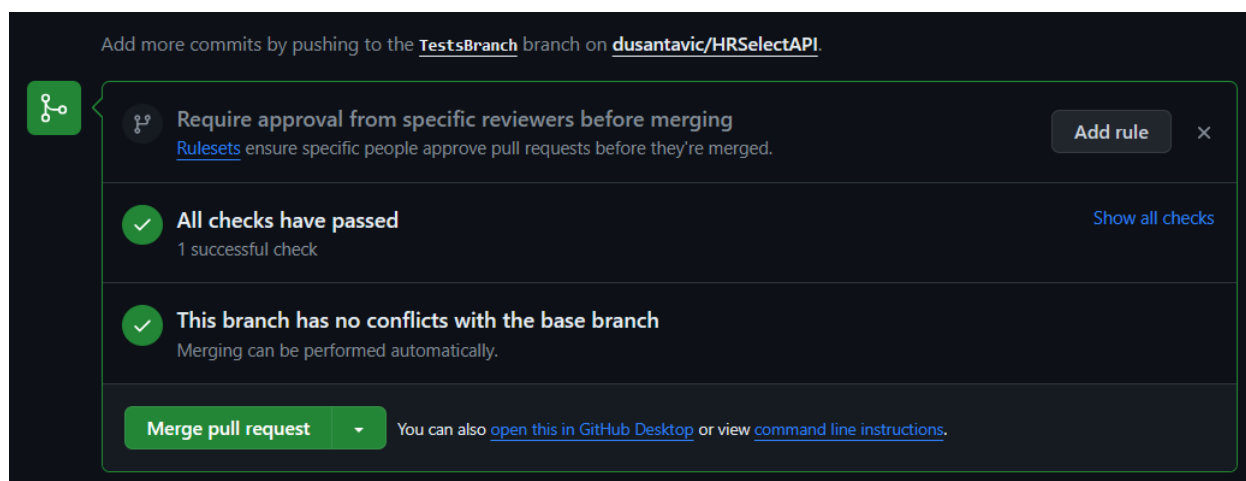 Add more commits by pushing to the TestsBranch branch on dusantavic/HRSelectAPI.
Require approval from specific reviewers before merging
Rulesets ensure specific people approve pull requests before they're merged.
Add rule
All checks have passed
1 successful check
Show all checks
This branch has no conflicts with the base branch
Merging can be performed automatically.
Merge pull request
You can also open this in GitHub Desktop or view command line instructions.